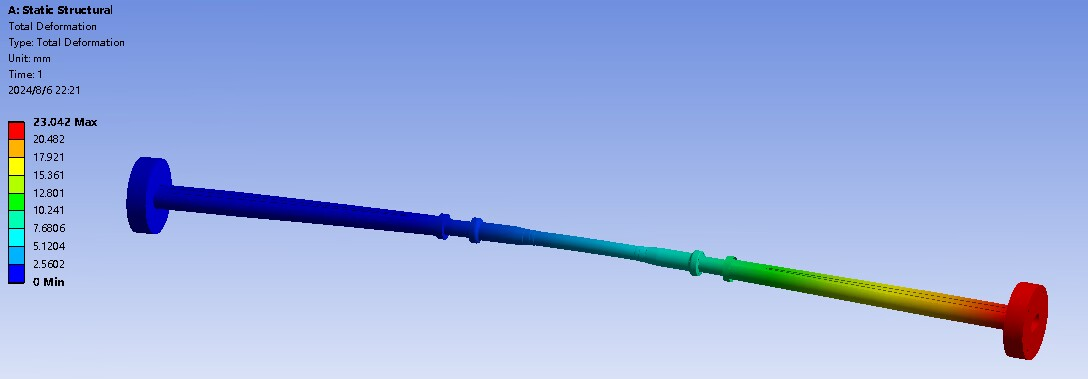 A: Static Structural
Total Deformation
Type: Total Deformation
Unit: mm
Time: 1
2024/8/6 22:21
23.042 Max
20.482
17.921
15.361
12.801
10.241
7.6806
5.1204
2.5602
0 Min